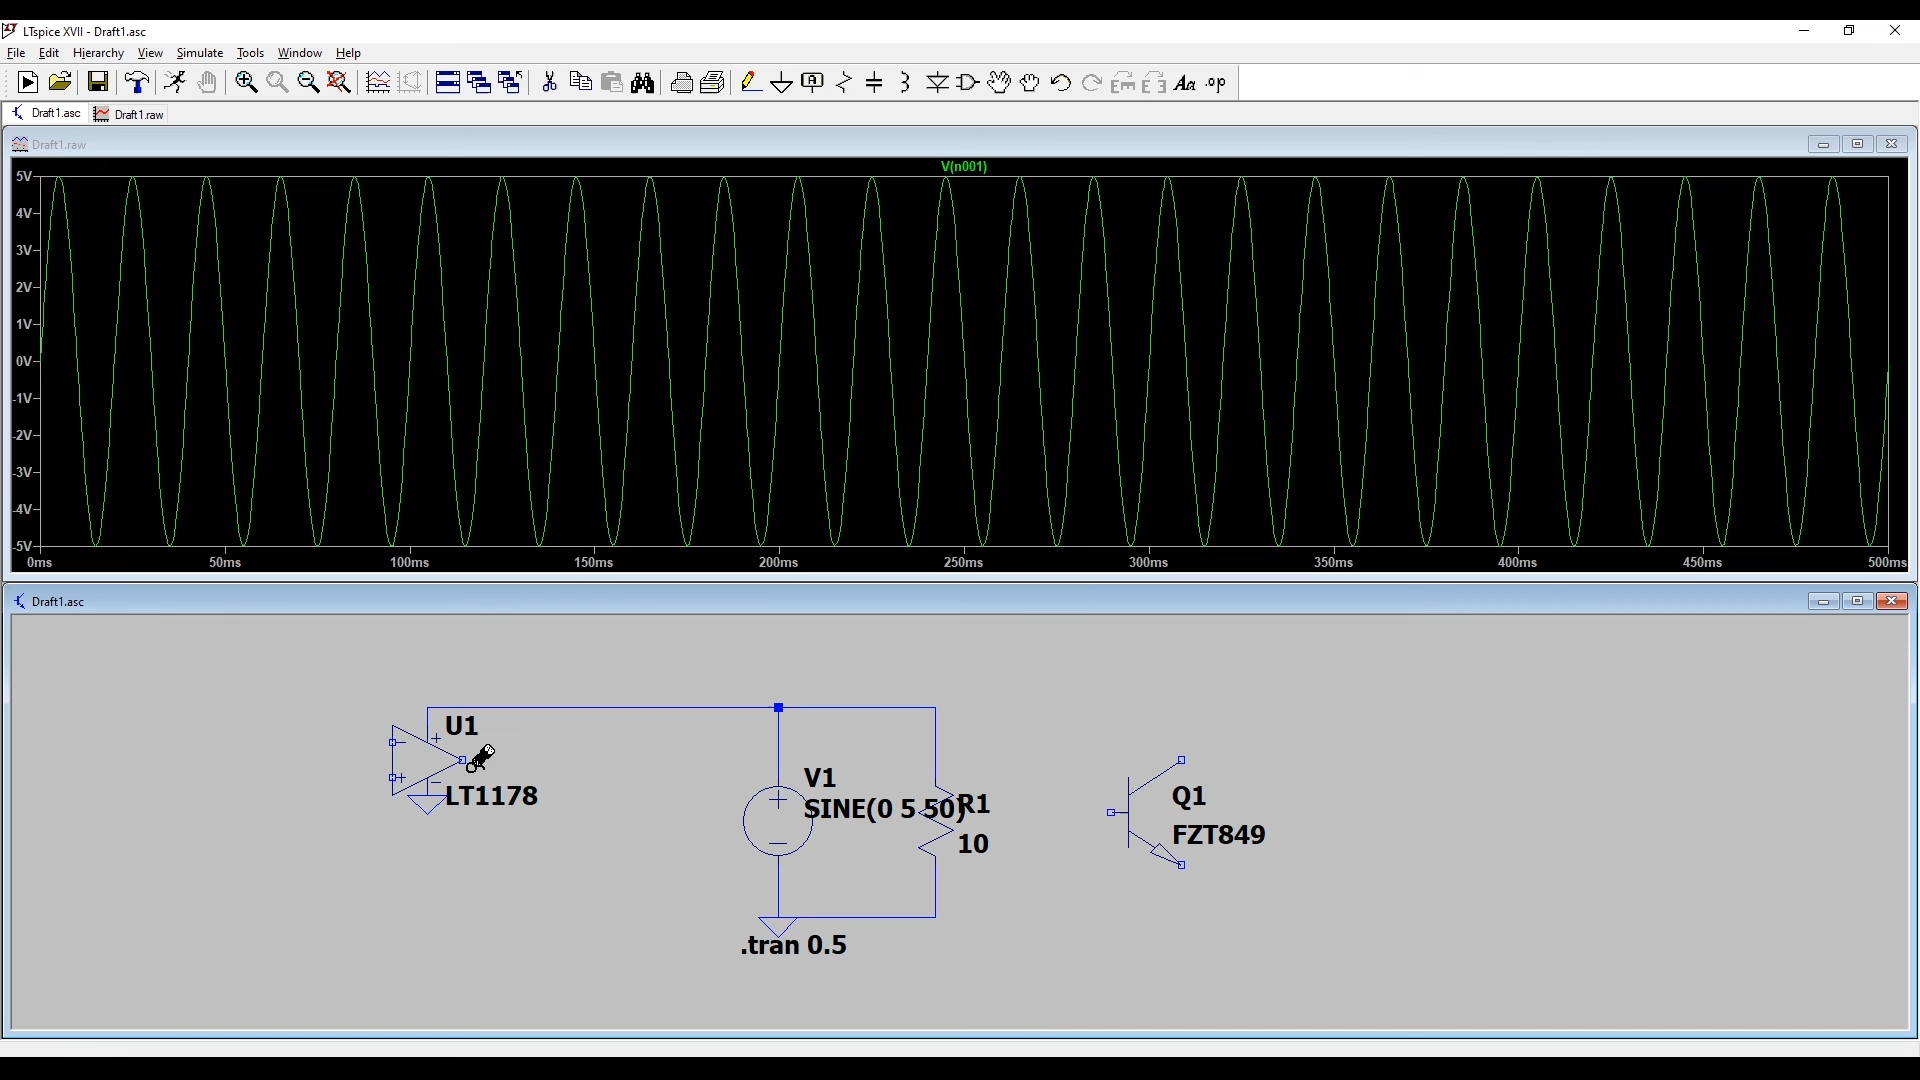 LTspice XVII - Draft1.asc
File Edit Hierarchy View Simulate Tools Window Help
.op
Draft1.asc Draft1.raw
Draft1.raw
V(n001)
5V
4V
3V
2V
1V
0V
-1V
-2V
-3V
-4V
-5V
0ms 50ms 100ms 150ms 200ms 250ms 300ms 350ms 400ms 450ms 500ms
Draft1.asc
U1
LT1178
V1
SINE(0 5 50)
R1
10
Q1
FZT849
.tran 0.5